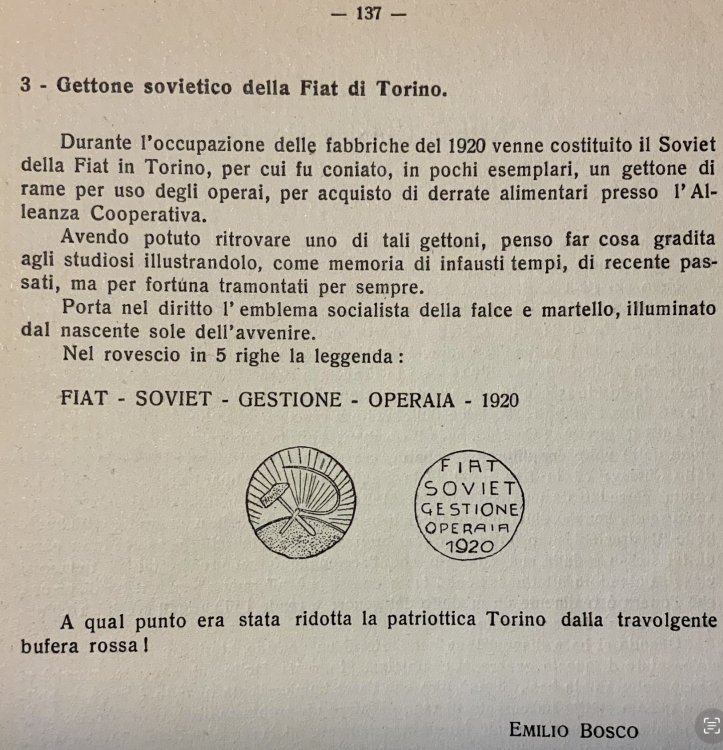 — 137 —
3 - Gettone sovietico della Fiat di Torino.
Durante l'occupazione delle fabbriche del 1920 venne costituito il Soviet
della Fiat in Torino, per cui fu coniato, in pochi esemplari, un gettone di
rame per uso degli operai, per acquisto di derrate alimentari presso l'Al-
leanza Cooperativa.
Avendo potuto ritrovare uno di tali gettoni, penso far cosa gradita
agli studiosi illustrandolo, come memoria di infausti tempi, di recente pas-
sati, ma per fortuna tramontati per sempre.
Porta nel diritto l'emblema socialista della falce e martello, illuminato
dal nascente sole dell'avvenire.
Nel rovescio in 5 righe la leggenda :
FIAT - SOVIET - GESTIONE - OPERAIA - 1920
FIAT
SOVIET
GESTIONE
OPERAIA
1920
A qual punto era stata ridotta la patriottica Torino dalla travolgente
bufera rossa !
EMILIO BOSCO